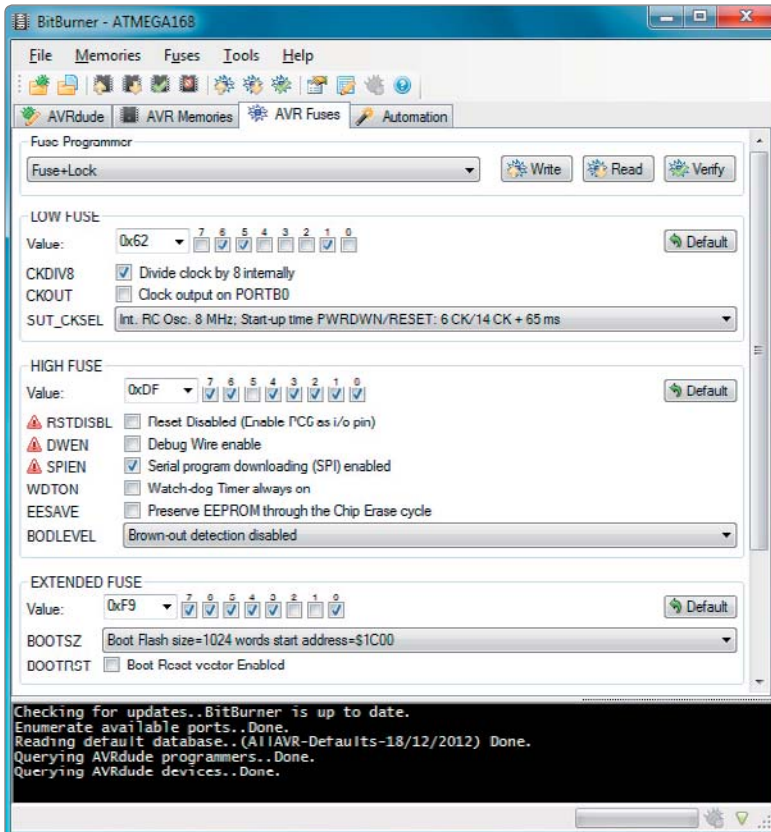 BitBurner - ATMEGA168
File Memories Fuses Tools Help
AVRdude AVR Memories AVR Fuses Automation
Fuse Programmer
Fuse+Lock Write Read Verify
LOW FUSE
7 6 5 4 3 2 1 0
Value: 0x62 Default
CKDIV8 Divide clock by 8 internally
CKOUT Clock output on PORTB0
SUT_CKSEL Int. RC Osc. 8 MHz; Start-up time PWRDWN/RESET: 6 CK/14 CK + 65 ms
HIGH FUSE
7 6 5 4 3 2 1 0
Value: 0xDF Default
RSTDISBL Reset Disabled (Enable PC6 as i/o pin)
DWEN Debug Wire enable
SPIEN Serial program downloading (SPI) enabled
WDTON Watch-dog Timer always on
EESAVE Preserve EEPROM through the Chip Erase cycle
BODLEVEL Brown-out detection disabled
EXTENDED FUSE
7 6 5 4 3 2 1 0
Value: 0xF9 Default
BOOTSZ Boot Flash size=1024 words start address=$1C00
BOOTRST Boot Reset vector Enabled
Checking for updates..BitBurner is up to date.
Enumerate available ports..Done.
Reading default database..(AllAVR-Defaults-18/12/2012) Done.
Querying AVRdude programmers..Done.
Querying AVRdude devices..Done.